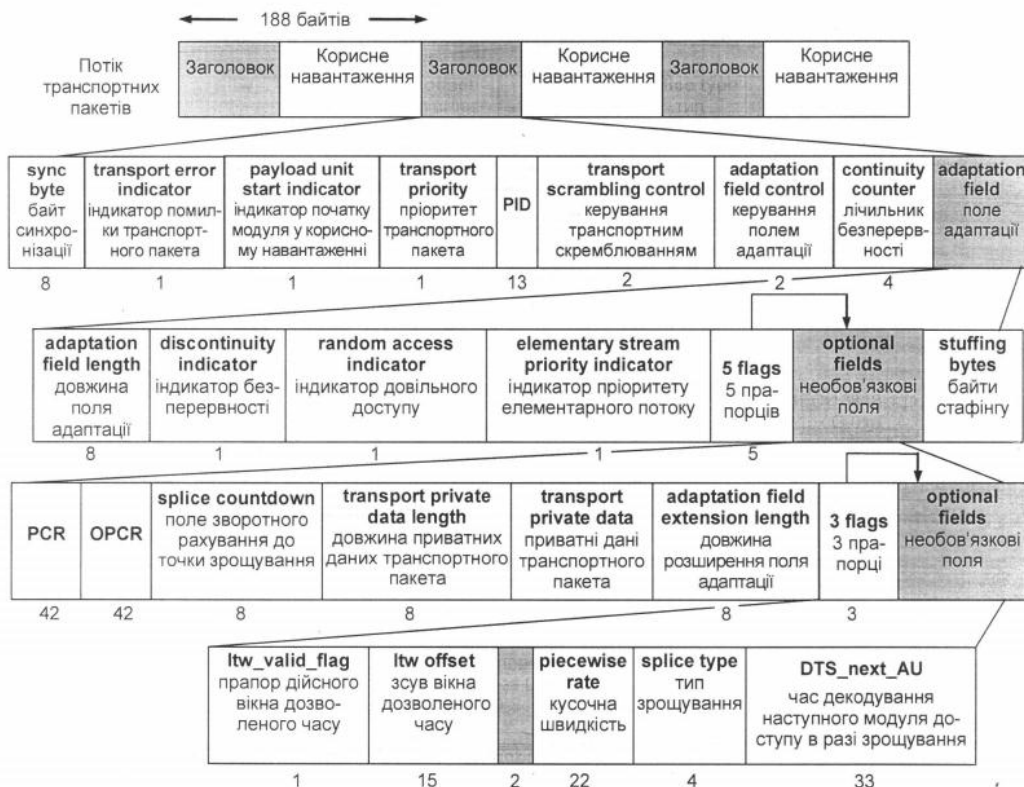 188 байтів
Потік
транспортних
пакетів
Заголовок
Корисне
навантаження
Заголовок
Корисне
навантаження
Заголовок
Корисне
навантаження
sync
byte
байт
синхро-
нізації
8
transport error
indicator
індикатор помил-
ки транспорт-
ного пакета
1
payload unit
start indicator
індикатор початку
модуля у корисно-
му навантаженні
1
transport
priority
пріоритет
транспортного
пакета
1
PID
13
transport
scrambling control
керування
транспортним
скремблюванням
2
adaptation
field control
керування
полем
адаптації
2
continuity
counter
лічильник
безперерв-
ності
4
adaptation
field
поле
адаптації
adaptation
field length
довжина
поля
адаптації
8
discontinuity
indicator
індикатор без-
перервності
1
random access
indicator
індикатор довільного
доступу
1
elementary stream
priority indicator
індикатор пріоритету
елементарного потоку
1
5 flags
5 пра-
порців
5
optional
fields
необов’язкові
поля
stuffing
bytes
байти
стафінгу
PCR
42
OPCR
42
splice countdown
поле зворотного
рахування до
точки зрощування
8
transport private
data length
довжина приватних
даних транспортного
пакета
8
transport
private data
приватні дані
транспортного
пакета
adaptation field
extension length
довжина
розширення поля
адаптації
8
3 flags
3 пра-
порці
3
optional
fields
необов’язкові
поля
ltw_valid_flag
прапор дійсного
вікна дозво-
леного часу
1
ltw offset
зсув вікна
дозволеного
часу
15
2
piecewise
rate
кусочна
швидкість
22
splice type
тип
зрощування
4
DTS_next_AU
час декодування
наступного модуля до-
ступу в разі зрощування
33